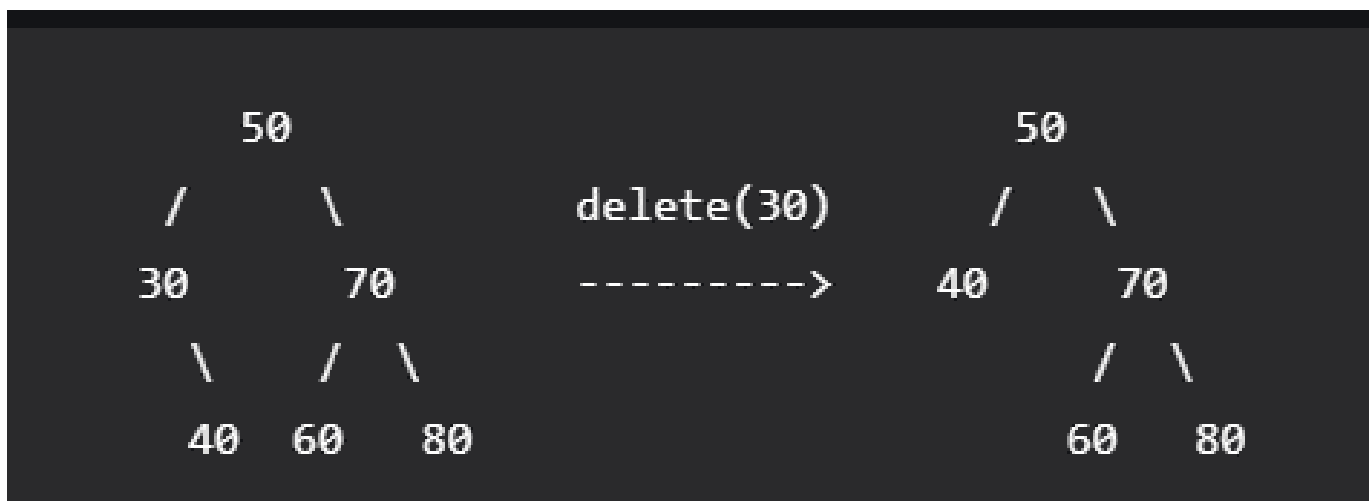 50 50
/ \ delete(30) / \
30 70 ---------> 40 70
\ / \ / \
40 60 80 60 80